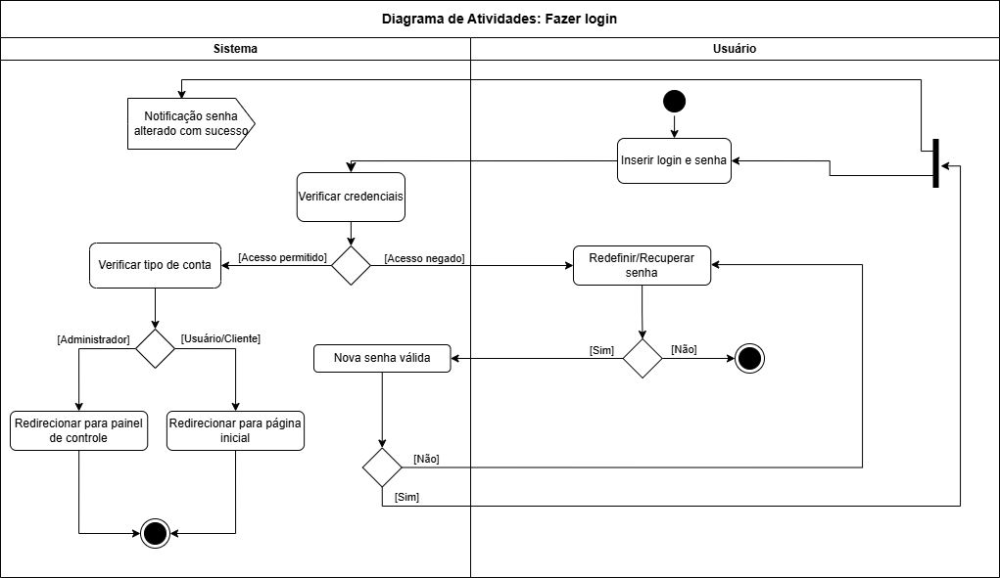 Diagrama de Atividades: Fazer login
Sistema
Usuário
Notificação senha
alterado com sucesso
Inserir login e senha
Verificar credenciais
[Acesso permitido]
[Acesso negado]
Verificar tipo de conta
Redefinir/Recuperar
senha
[Administrador]
[Usuário/Cliente]
Nova senha válida
[Sim]
[Não]
Redirecionar para painel
de controle
Redirecionar para página
inicial
[Não]
[Sim]